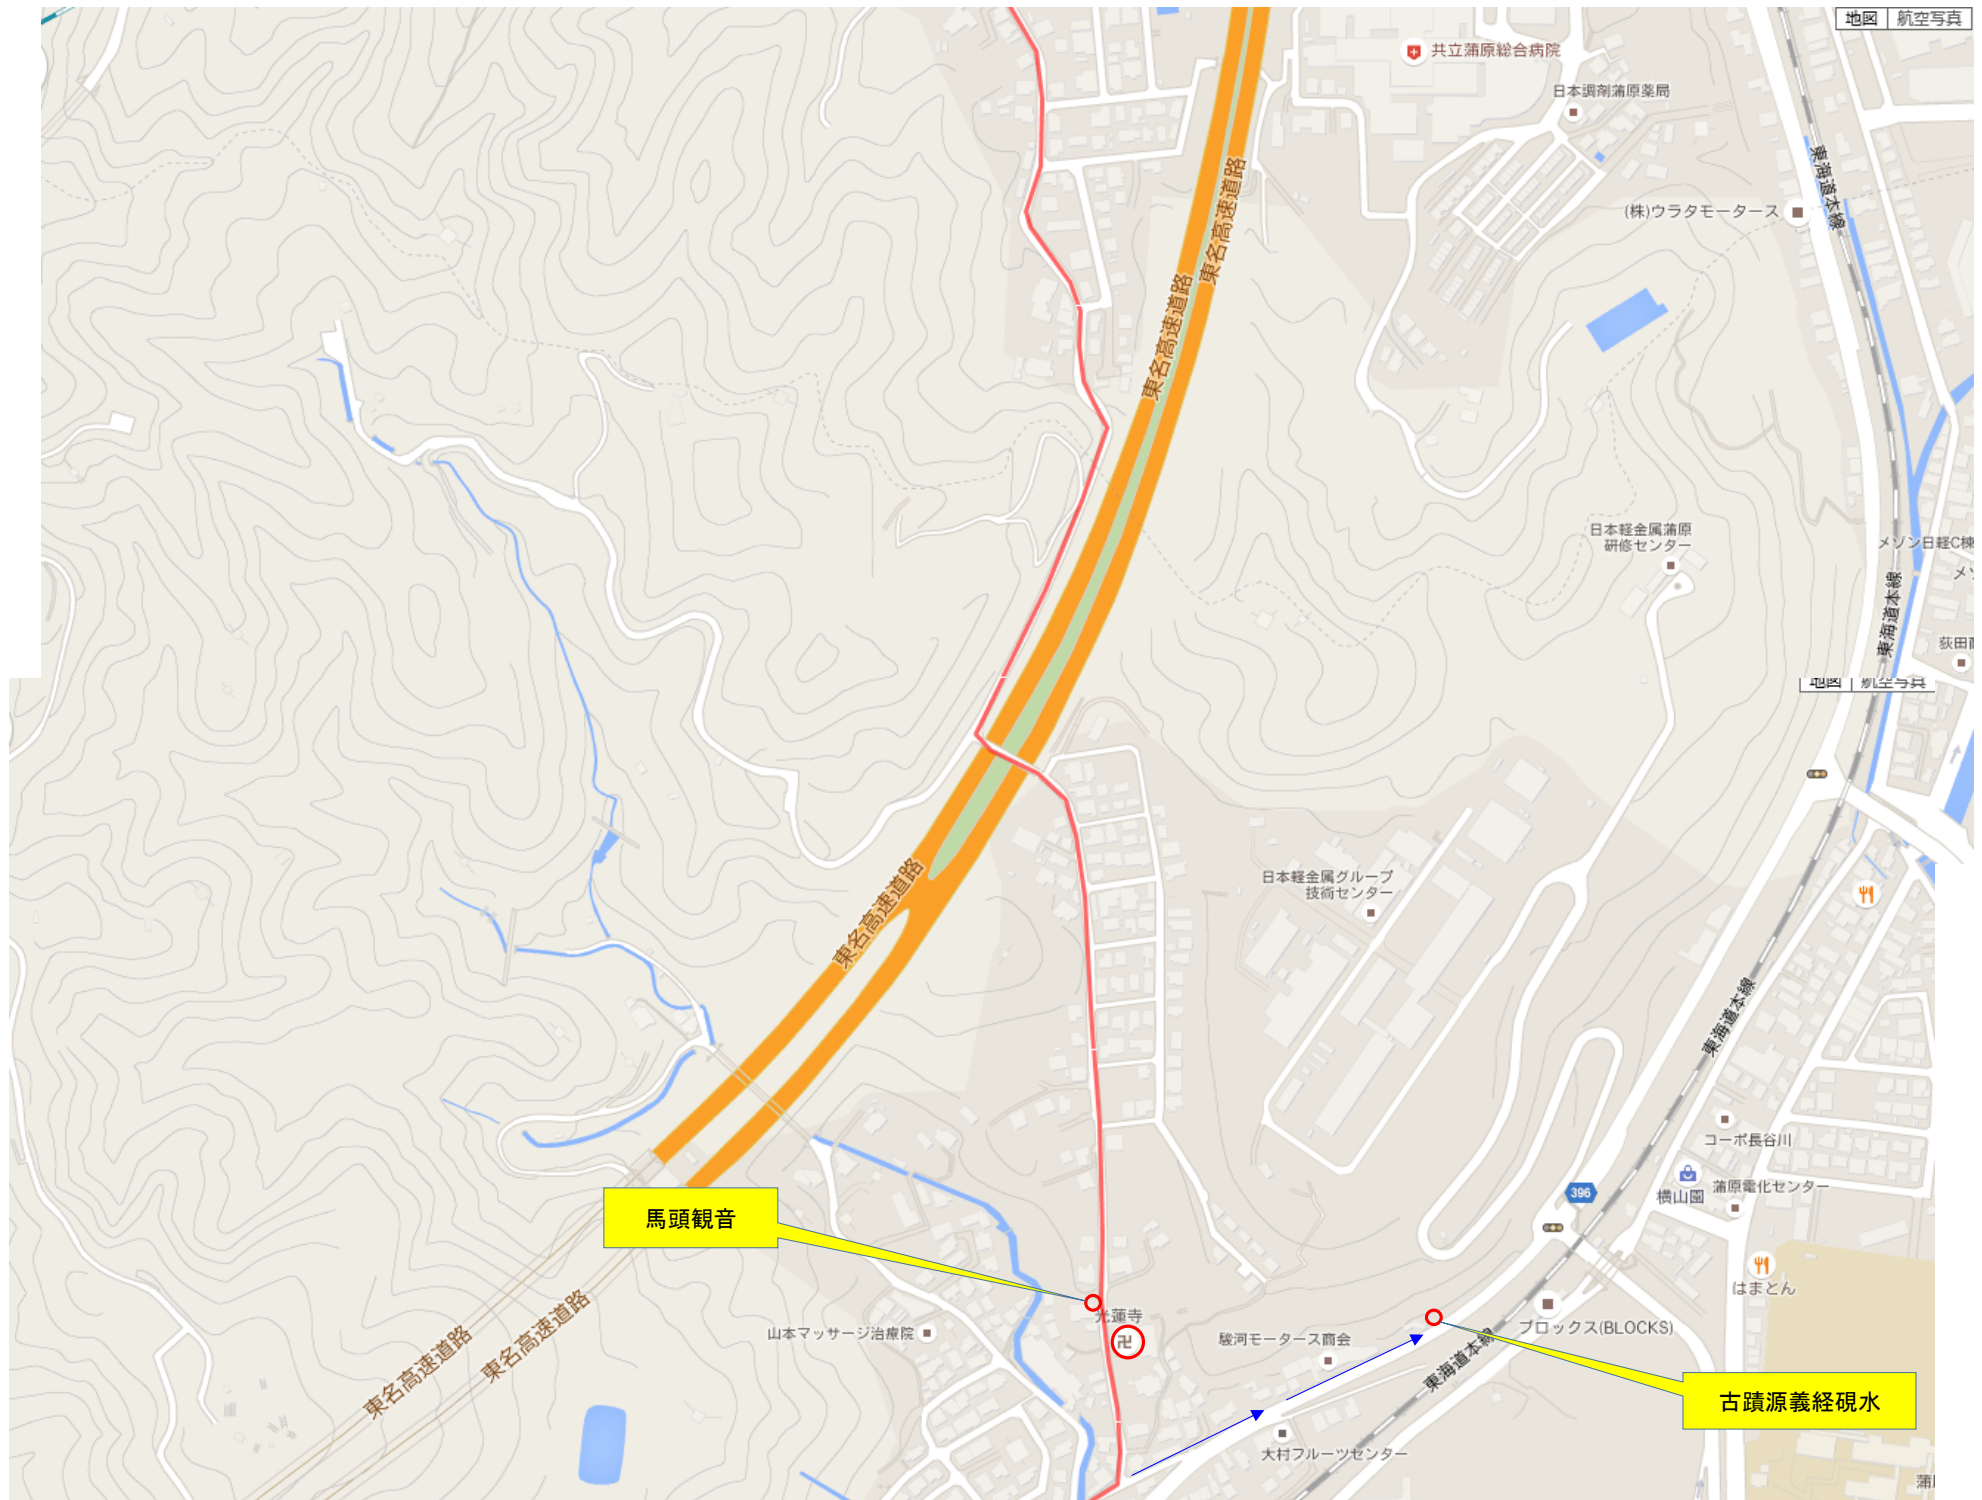 地図 航空写真
共立蒲原総合病院
日本調剤蒲原薬局
東海道本線
東名高速道路
(株)ウラタモータース
東名高速道路
日本軽金属蒲原
研修センター
メゾン日軽C棟
東海道本線
地図 航空写真
日本軽金属グループ
技術センター
東名高速道路
東海道本線
コーポ長谷川
396
横山園
蒲原電化センター
馬頭観音
はまとん
光蓮寺
卍
山本マッサージ治療院
駿河モータース商会
ブロックス(BLOCKS)
東海道本線
東名高速道路
東名高速道路
古蹟源義経硯水
大村フルーツセンター